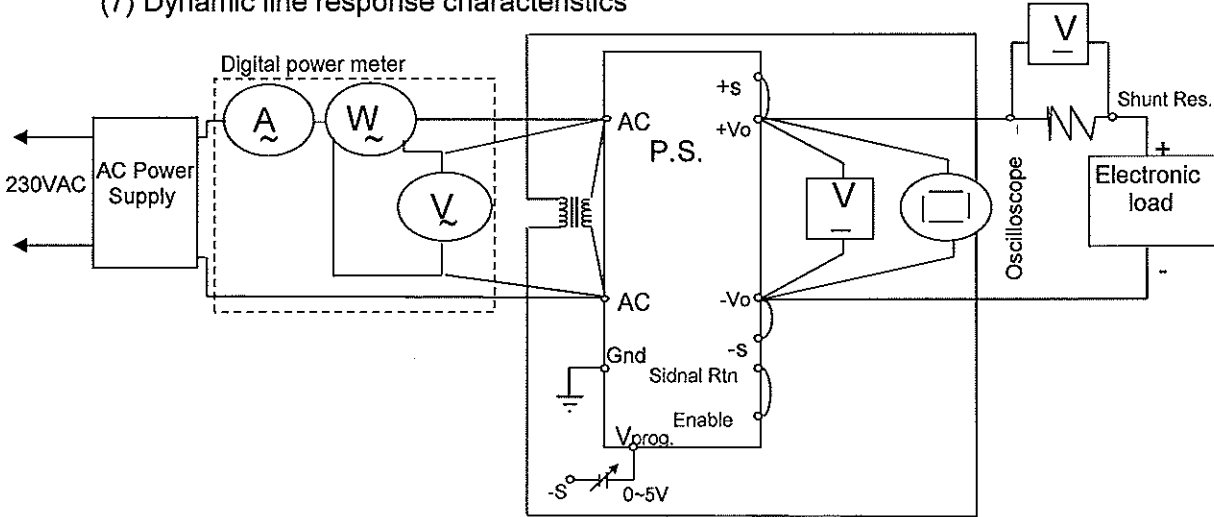 (7) Dynamic line response characteristics
V
Digital power meter
+s
A
W
AC
+Vo
Shunt Res.
P.S.
+
230VAC
AC Power
Supply
V
V
Electronic
load
Oscilloscope
AC
-Vo
-
Gnd
-s
Sidnal Rtn
Enable
Vprog.
-S
0~5V